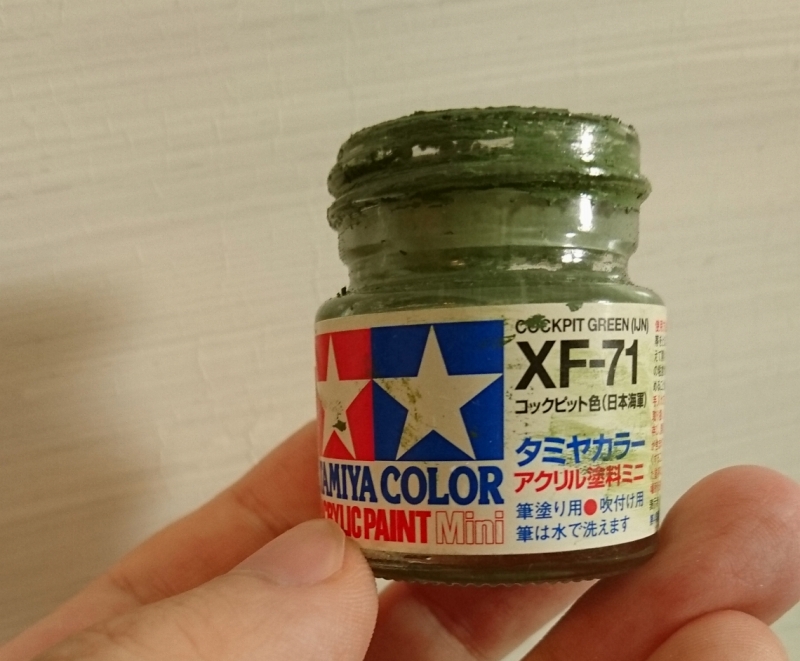 COCKPIT GREEN (IJN)
XF-71
コックピット色(日本海軍)
タミヤカラー
アクリル塗料ミニ
筆塗り用●吹付け用
筆は水で洗えます
TAMIYA COLOR
ACRYLIC PAINT Mini